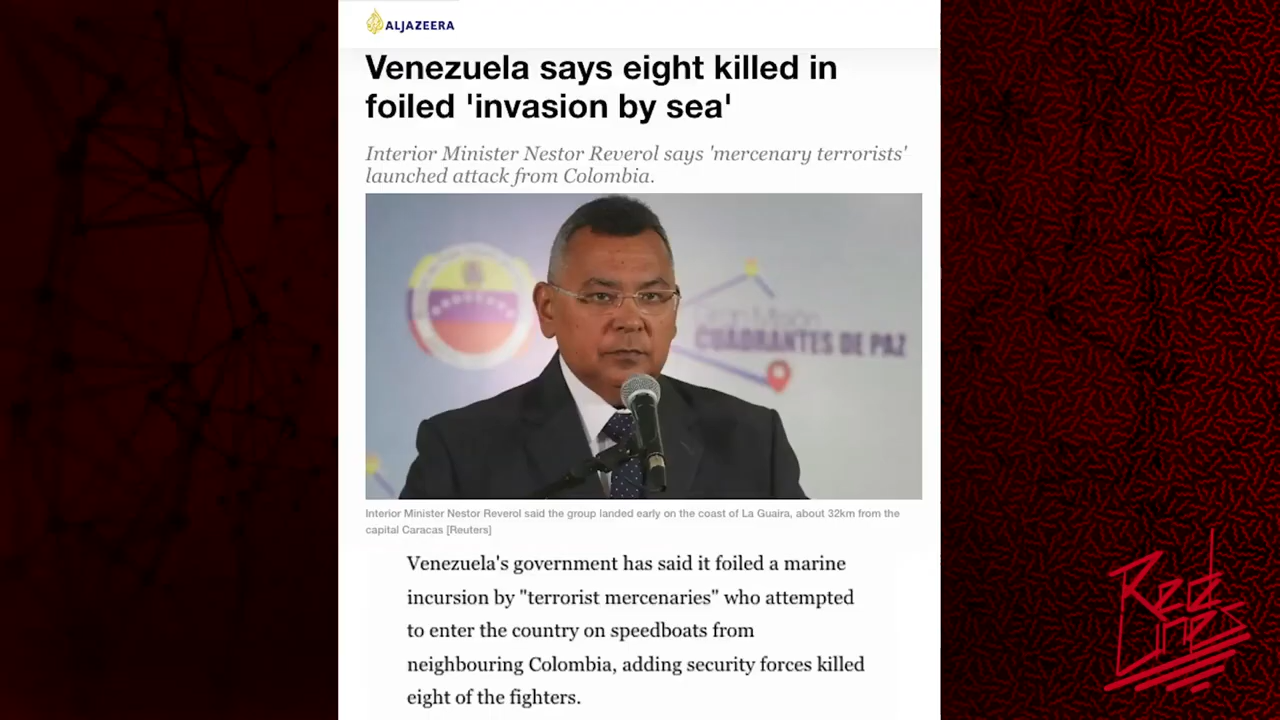 ALJAZEERA
Venezuela says eight killed in
foiled 'invasion by sea'
Interior Minister Nestor Reverol says 'mercenary terrorists'
launched attack from Colombia.
Gran Misión
CUADRANTES DE PAZ
Interior Minister Nestor Reverol said the group landed early on the coast of La Guaira, about 32km from the
capital Caracas [Reuters]
Venezuela's government has said it foiled a marine
incursion by "terrorist mercenaries" who attempted
to enter the country on speedboats from
neighbouring Colombia, adding security forces killed
eight of the fighters.
Red
Lines